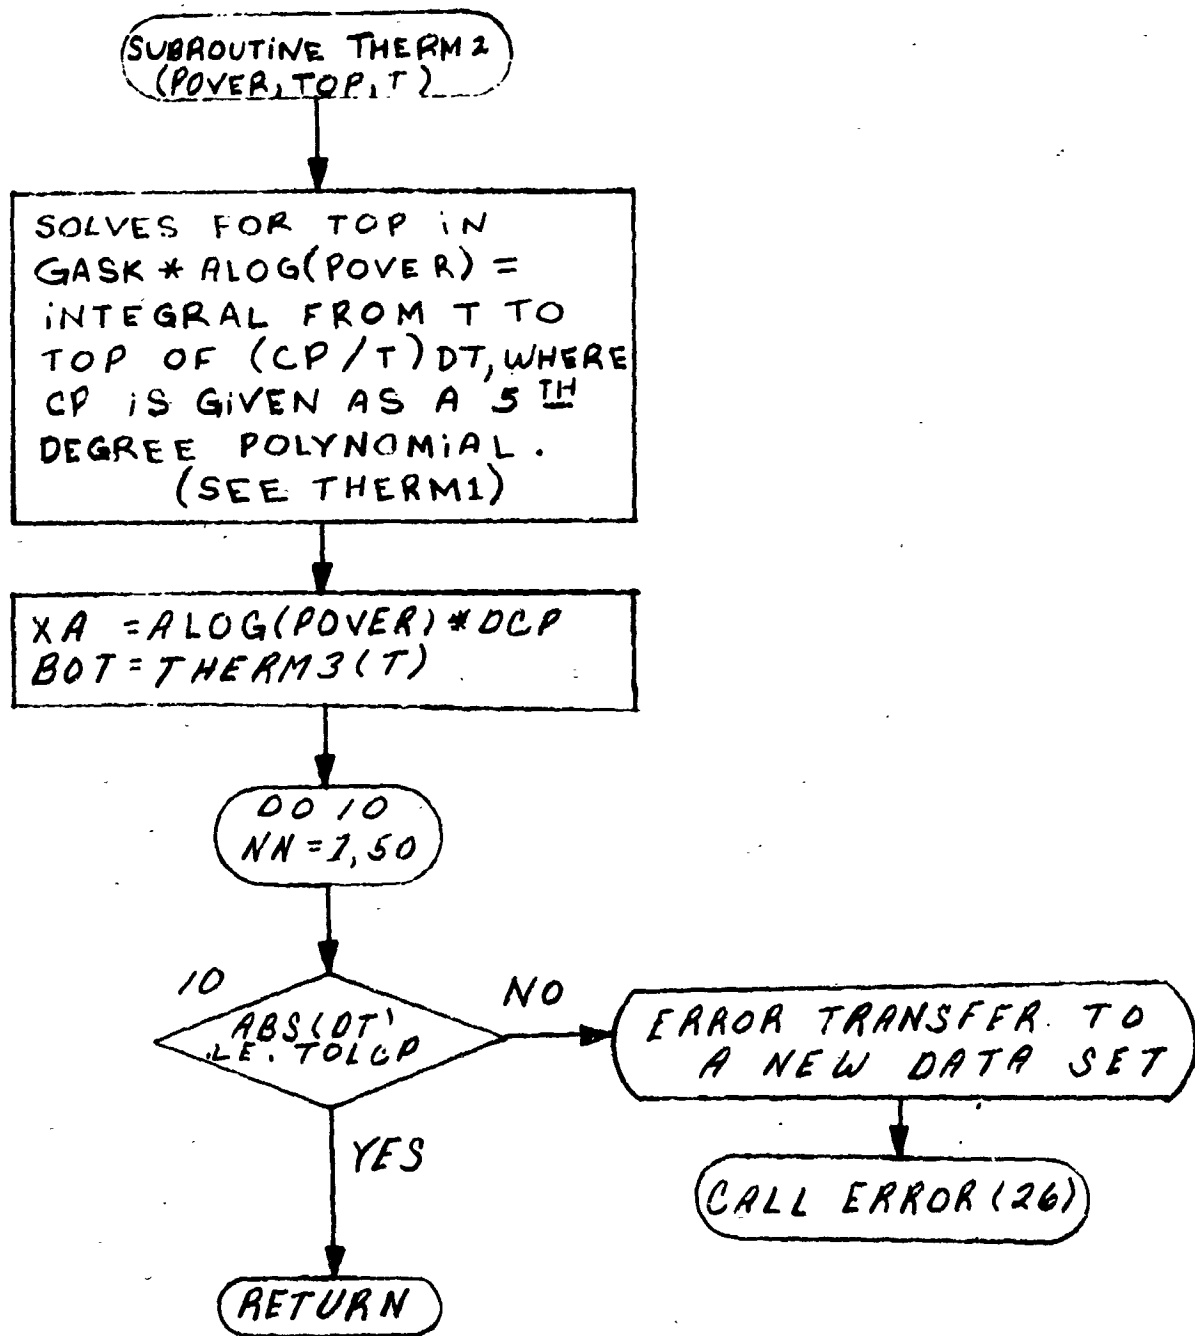 SUBROUTINE THERM2
(POVER, TOP, T)
SOLVES FOR TOP IN
GASK * ALOG(POVER) =
INTEGRAL FROM T TO
TOP OF (CP/T)DT, WHERE
CP IS GIVEN AS A 5TH
DEGREE POLYNOMIAL.
(SEE THERM1)
XA = ALOG(POVER)*DCP
BOT = THERM3(T)
DO 10
NN = 1,50
10
ABS(DT)
.LE. TOLCP
NO
ERROR TRANSFER TO
A NEW DATA SET
YES
CALL ERROR(26)
RETURN